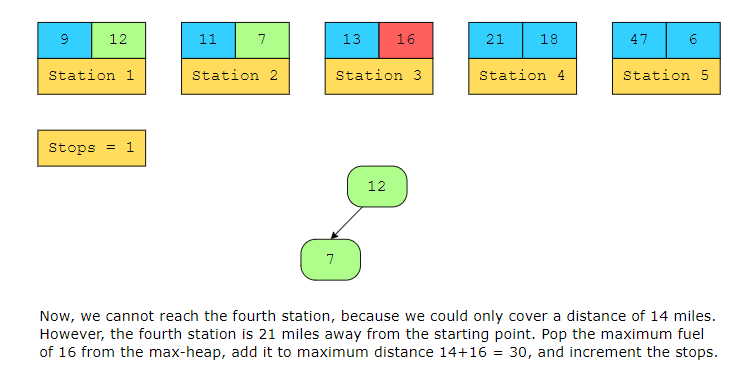 9 12 11 7 13 16 21 18 47 6
Station 1 Station 2 Station 3 Station 4 Station 5
Stops = 1
12
7
Now, we cannot reach the fourth station, because we could only cover a distance of 14 miles.
However, the fourth station is 21 miles away from the starting point. Pop the maximum fuel
of 16 from the max-heap, add it to maximum distance 14+16 = 30, and increment the stops.